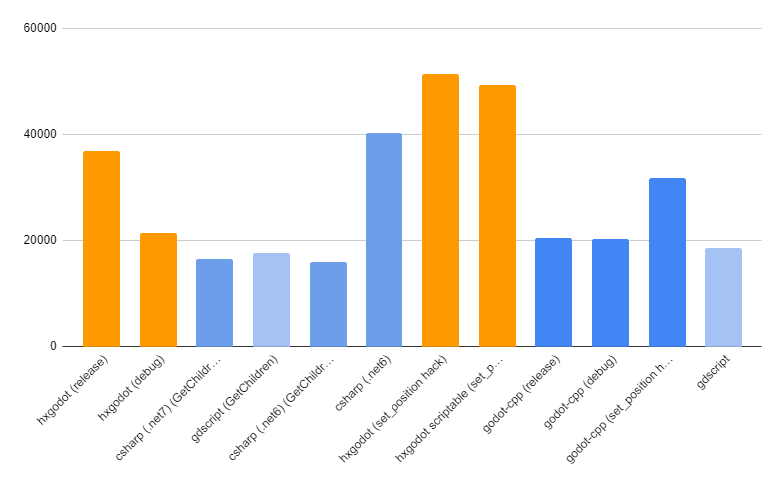 60000
40000
20000
0
hxgodot (release)
hxgodot (debug)
csharp (.net7) (GetChildr…
gdscript (GetChildren)
csharp (.net6) (GetChildr…
csharp (.net6)
hxgodot (set_position hack)
hxgodot scriptable (set_p…
godot-cpp (release)
godot-cpp (debug)
godot-cpp (set_position h…
gdscript